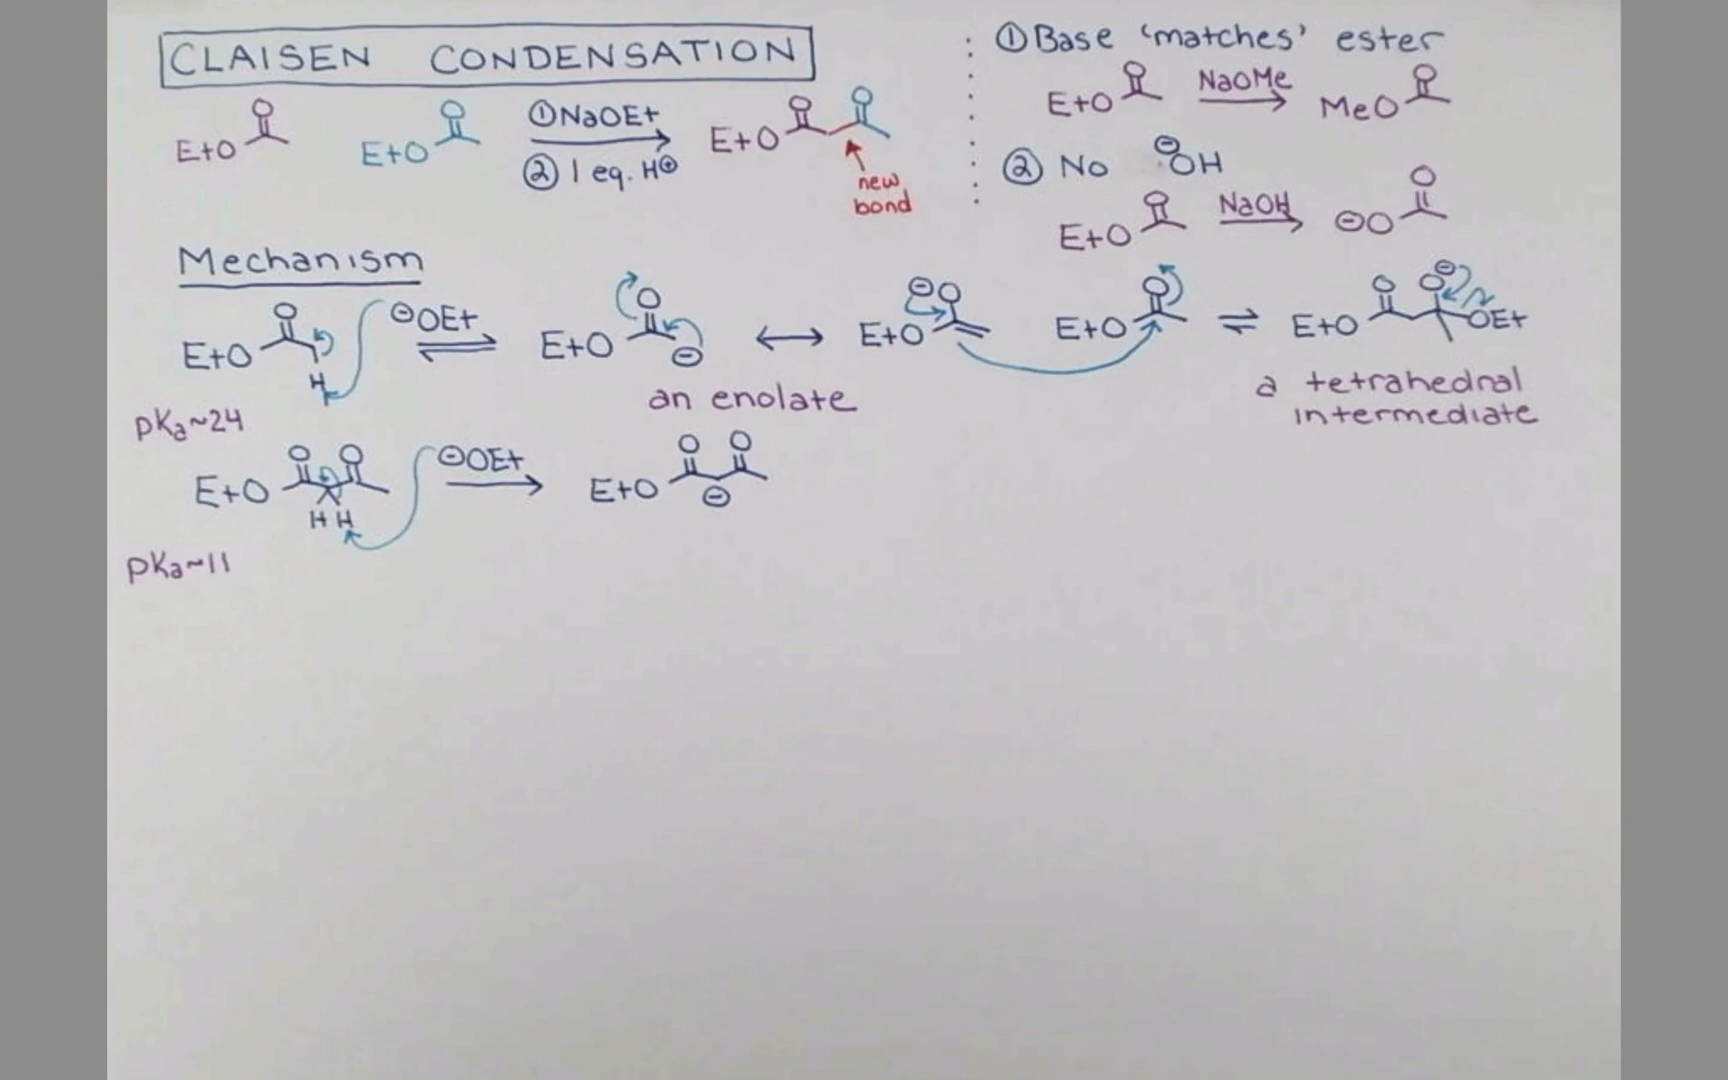 CLAISEN CONDENSATION
EtO O EtO O ① NaOEt EtO O O
② 1 eq. H⊕
new
bond
① Base 'matches' ester
EtO O NaOMe MeO O
② No ⊖OH
EtO O NaOH ⊖O O
Mechanism
EtO O H ⊖OEt EtO O ⊖ EtO ⊖O EtO O EtO O O⊖ OEt
pKa~24
an enolate
a tetrahedral
intermediate
EtO O O H H ⊖OEt EtO O O ⊖
pKa~11